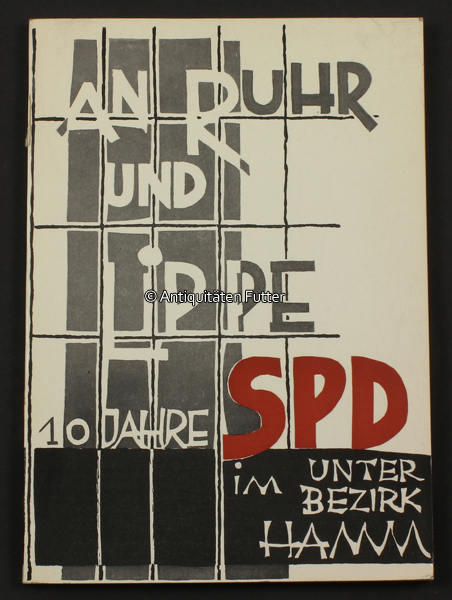 AN RUHR
UND
LIPPE
© Antiquitäten Futter
10 JAHRE SPD
im UNTER
BEZIRK
HAMM